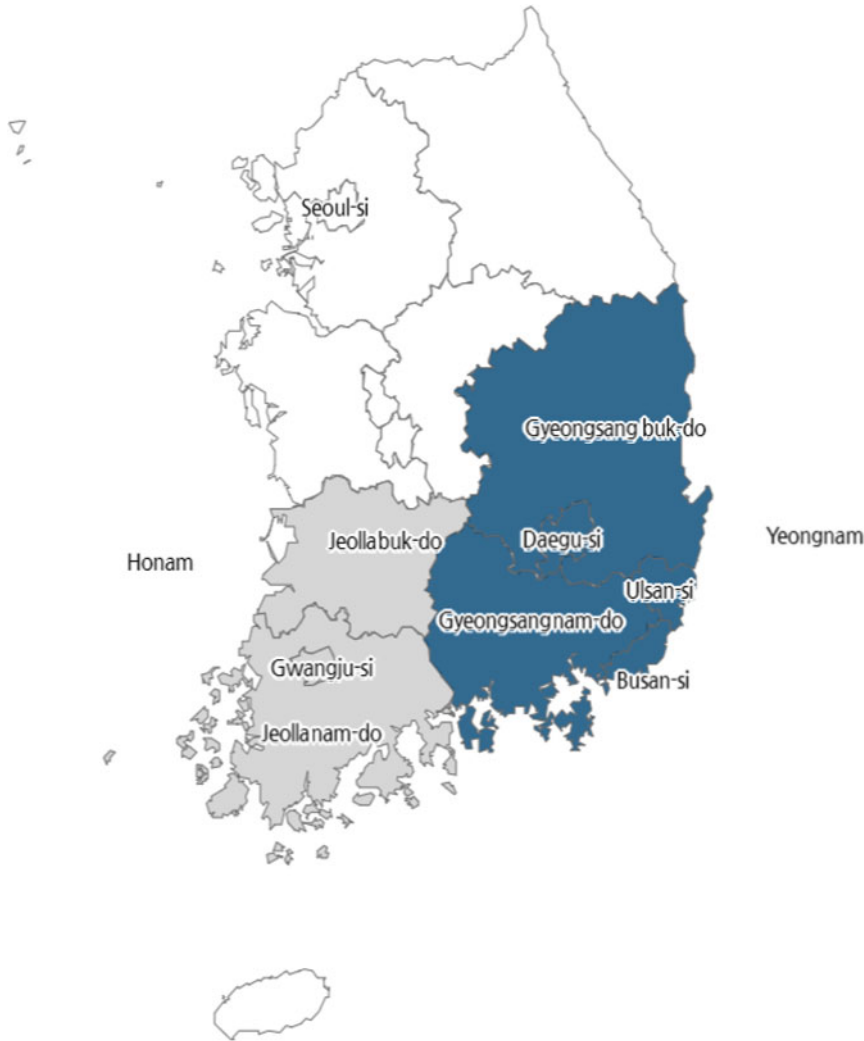 Seoul-si
Gyeongsang buk-do
Honam
Jeollabuk-do
Daegu-si
Yeongnam
Ulsan-si
Gyeongsangnam-do
Gwangju-si
Busan-si
Jeollanam-do